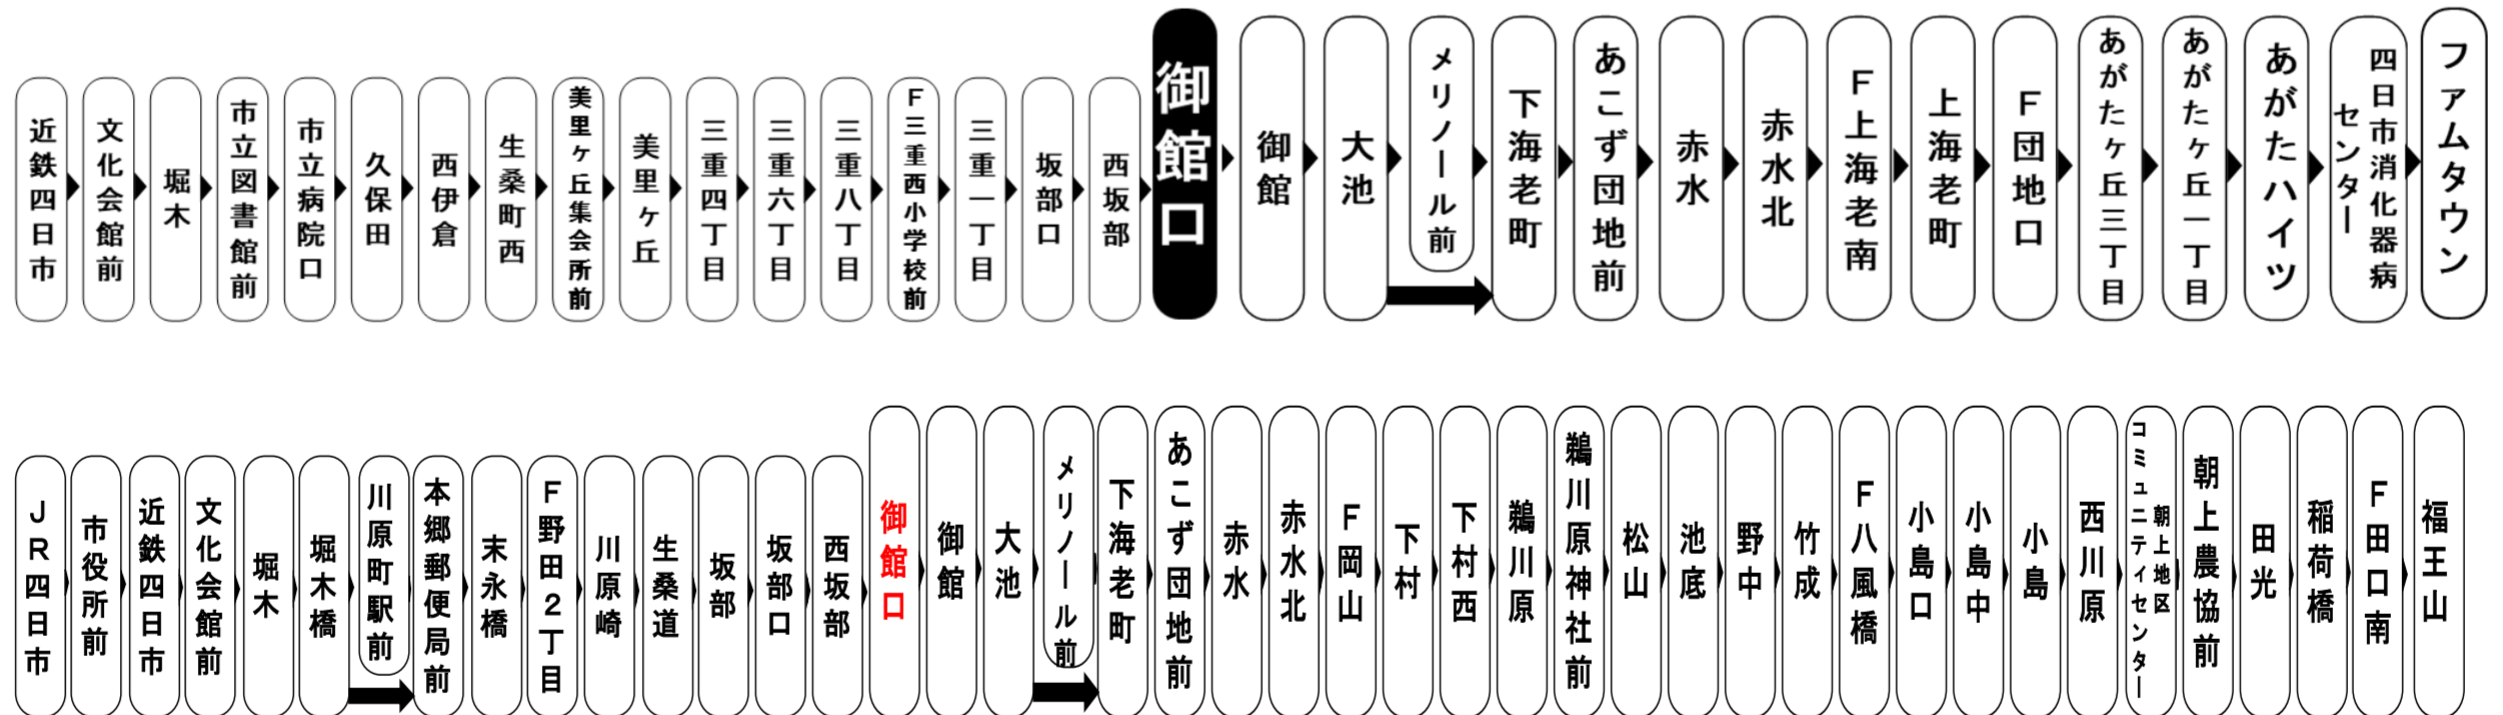 近鉄四日市
文化会館前
堀木
市立図書館前
市立病院口
久保田
西伊倉
生桑町西
美里ヶ丘集会所前
美里ヶ丘
三重四丁目
三重六丁目
三重八丁目
F三重西小学校前
三重一丁目
坂部口
西坂部
御館口
御館
大池
メリノール前
下海老町
あこず団地前
赤水
赤水北
F上海老南
上海老町
F団地口
あがたヶ丘三丁目
あがたヶ丘一丁目
あがたハイツ
四日市消化器病
センター
ファムタウン
JR四日市
市役所前
近鉄四日市
文化会館前
堀木
堀木橋
川原町駅前
本郷郵便局前
末永橋
F野田2丁目
川原崎
生桑道
坂部
坂部口
西坂部
御館口
御館
大池
メリノール前
下海老町
あこず団地前
赤水
赤水北
F岡山
下村
下村西
鵜川原
鵜川原神社前
松山
池底
野中
竹成
F八風橋
小島口
小島中
小島
西川原
朝上地区
コミュニティセンター
朝上農協前
田光
稲荷橋
F田口南
福王山